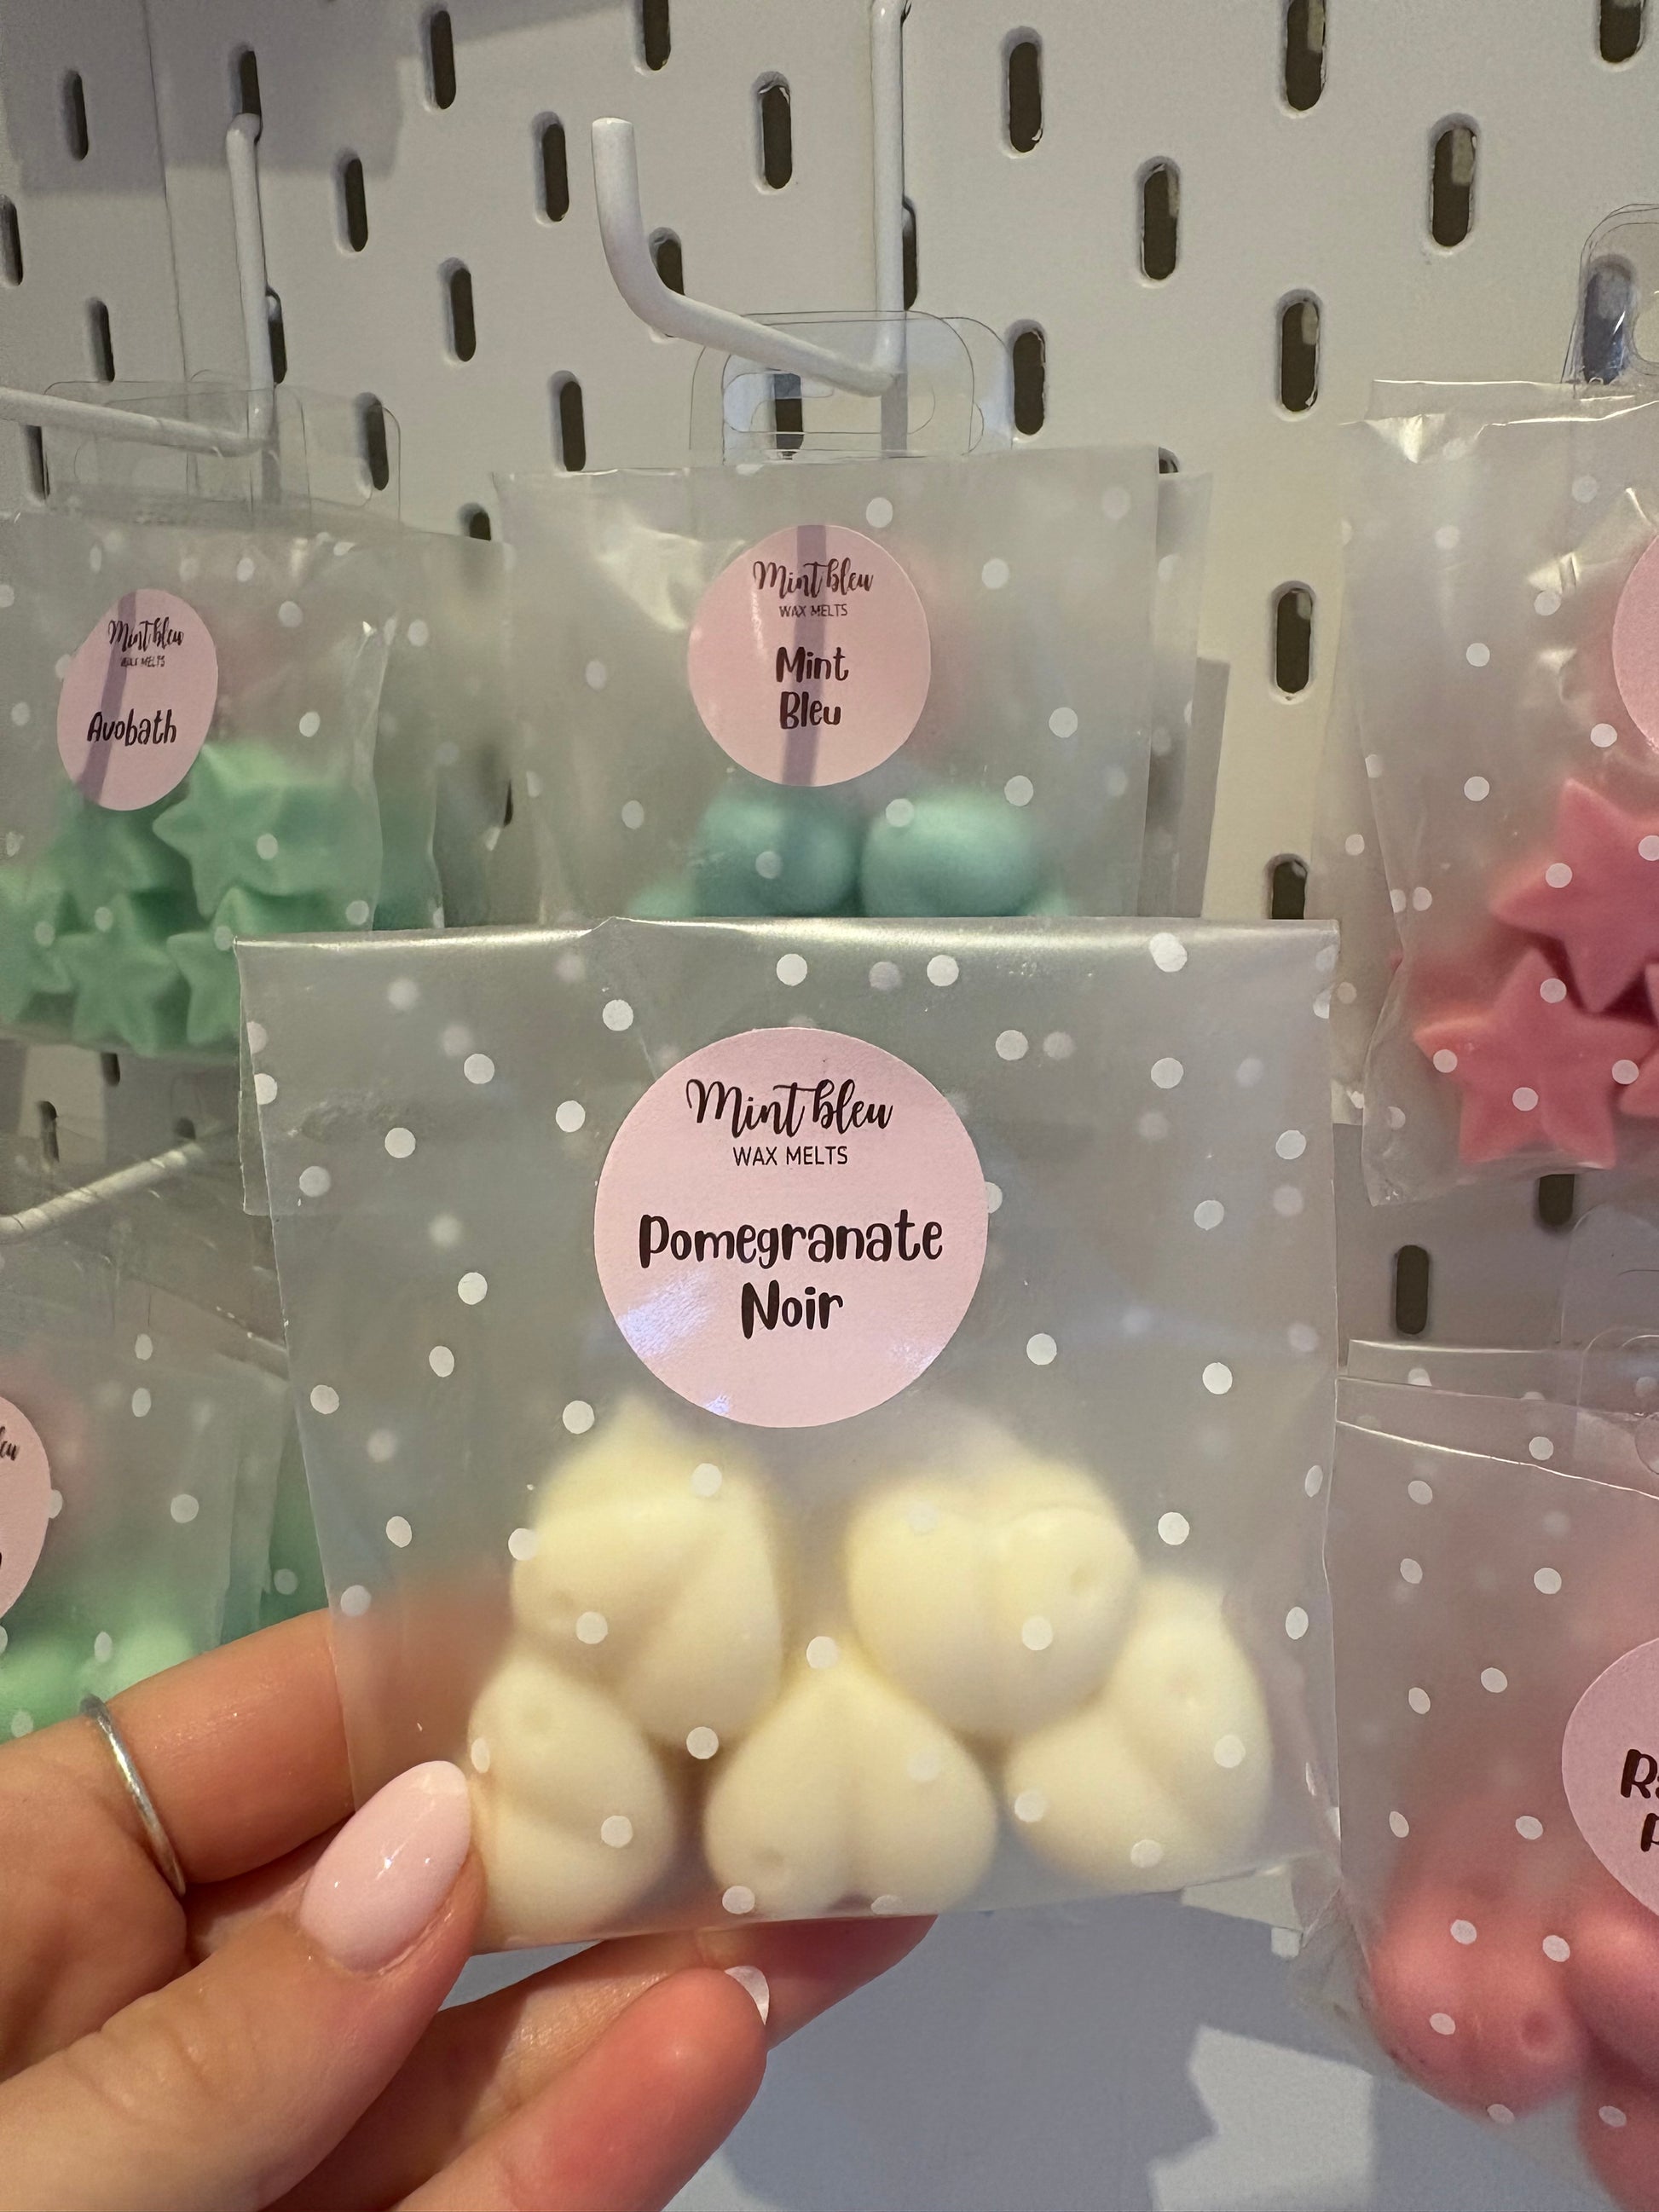 Mint bleu
WAX MELTS
Avobath
Mint bleu
WAX MELTS
Mint
Bleu
Mint bleu
WAX MELTS
Pomegranate
Noir